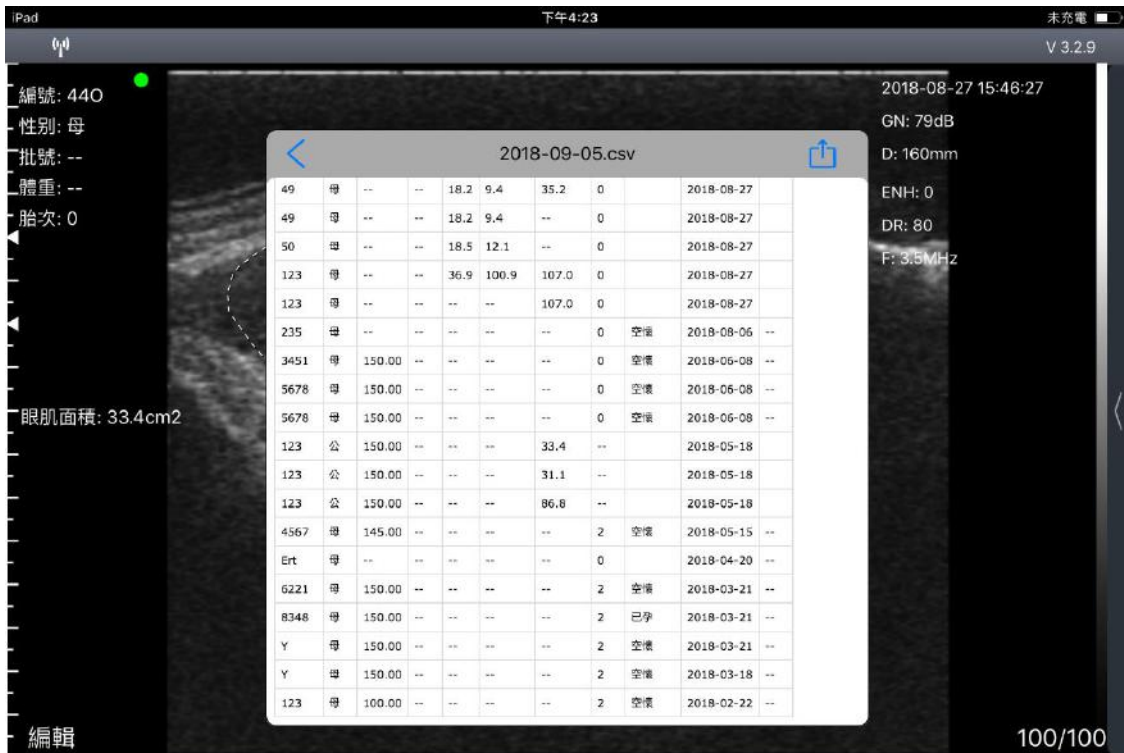 iPad 下午4:23 未充電
V 3.2.9
編號: 440
性別: 母
批號: --
體重: --
胎次: 0
眼肌面積: 33.4cm2
編輯
2018-09-05.csv
49 母 -- -- 18.2 9.4 35.2 0 2018-08-27
49 母 -- -- 18.2 9.4 -- 0 2018-08-27
50 母 -- -- 18.5 12.1 -- 0 2018-08-27
123 母 -- -- 36.9 100.9 107.0 0 2018-08-27
123 母 -- -- -- -- 107.0 0 2018-08-27
235 母 -- -- -- -- -- 0 空懷 2018-08-06 --
3451 母 150.00 -- -- -- -- 0 空懷 2018-06-08 --
5678 母 150.00 -- -- -- -- 0 空懷 2018-06-08 --
5678 母 150.00 -- -- -- -- 0 空懷 2018-06-08 --
123 公 150.00 -- -- -- 33.4 -- 2018-05-18
123 公 150.00 -- -- -- 31.1 -- 2018-05-18
123 公 150.00 -- -- -- 86.8 -- 2018-05-18
4567 母 145.00 -- -- -- -- 2 空懷 2018-05-15 --
Ert 母 -- -- -- -- -- 0 2018-04-20 --
6221 母 150.00 -- -- -- -- 2 空懷 2018-03-21 --
8348 母 150.00 -- -- -- -- 2 已孕 2018-03-21 --
Y 母 150.00 -- -- -- -- 2 空懷 2018-03-21 --
Y 母 150.00 -- -- -- -- 2 空懷 2018-03-18 --
123 母 100.00 -- -- -- -- 2 空懷 2018-02-22 --
2018-08-27 15:46:27
GN: 79dB
D: 160mm
ENH: 0
DR: 80
F: 3.5MHz
100/100